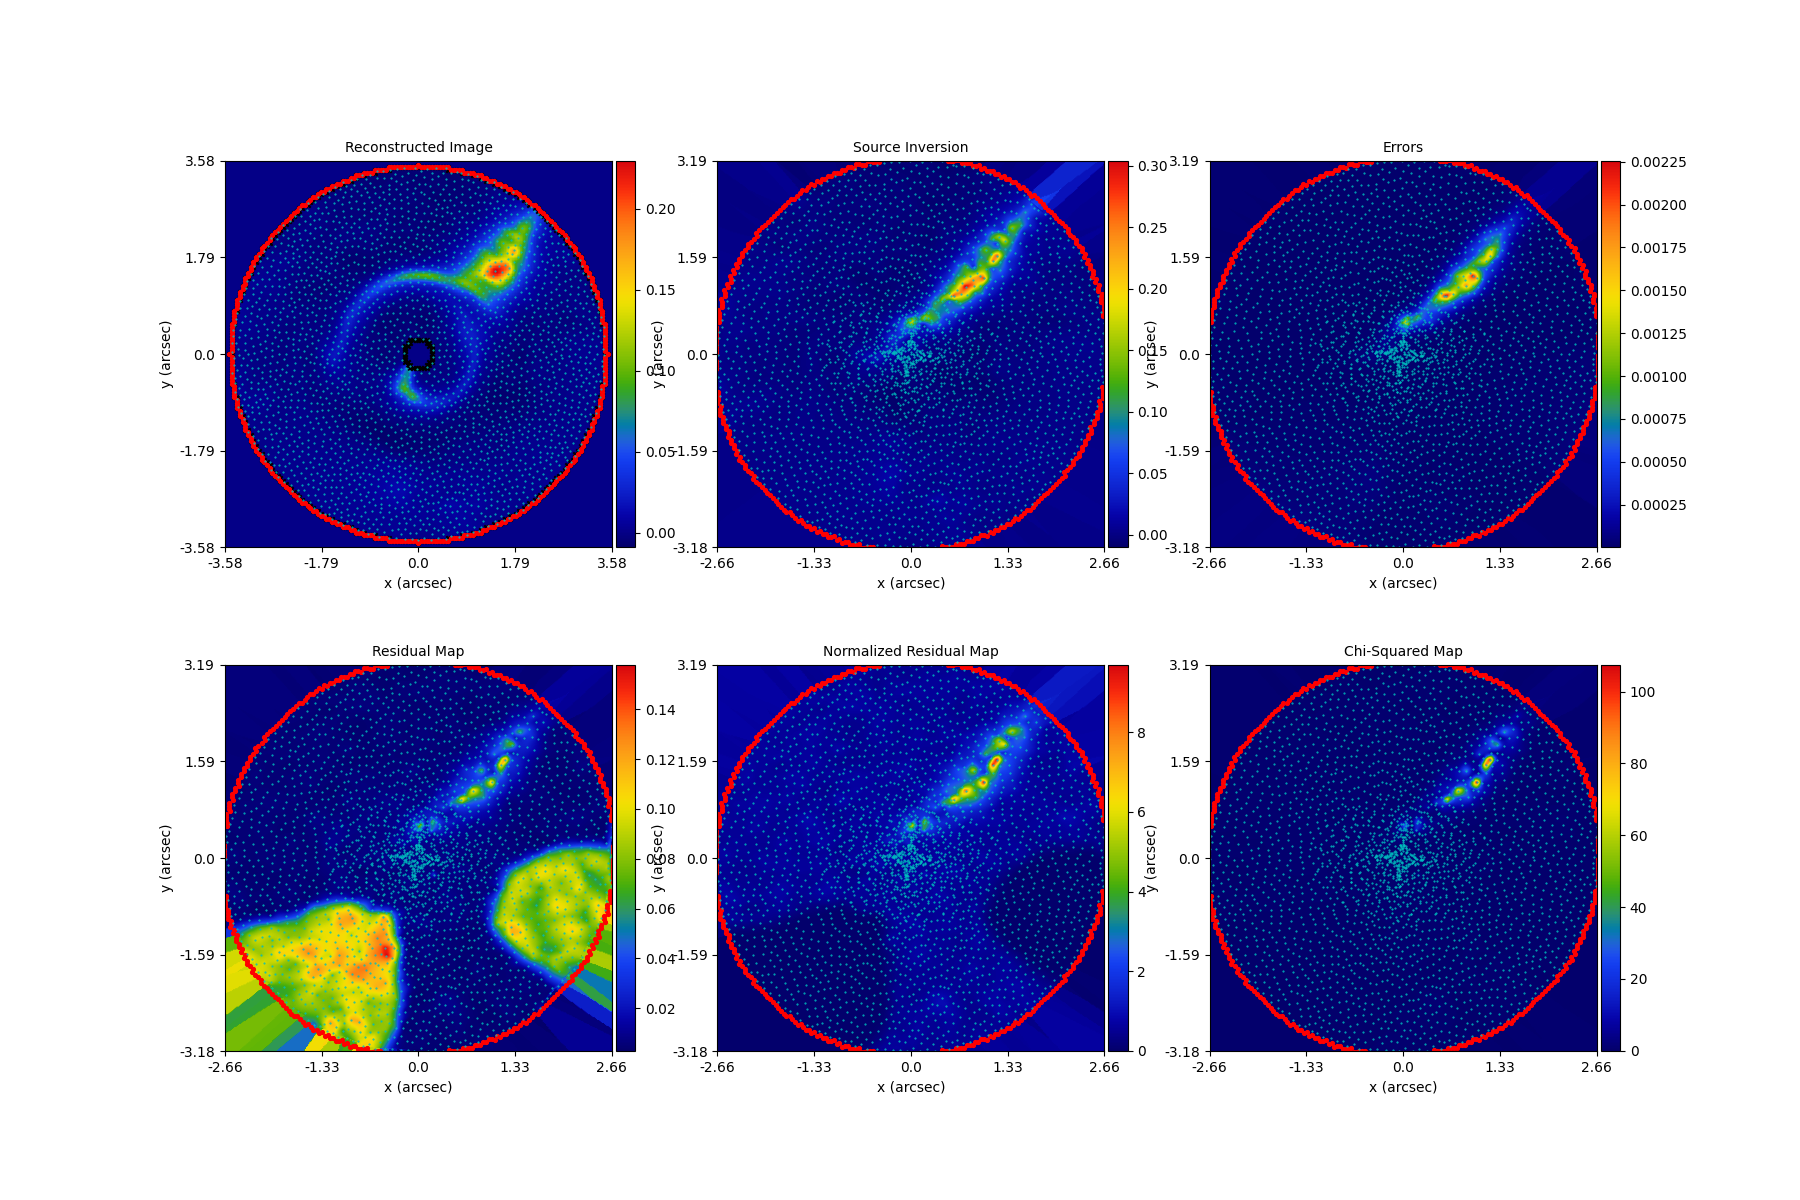 Reconstructed Image
3.58
1.79
0.0
-1.79
-3.58
y (arcsec)
-3.58 -1.79 0.0 1.79 3.58
x (arcsec)
0.20
0.15
0.10
0.05
0.00
Source Inversion
3.19
1.59
0.0
-1.59
-3.18
y (arcsec)
-2.66 -1.33 0.0 1.33 2.66
x (arcsec)
0.30
0.25
0.20
0.15
0.10
0.05
0.00
Errors
3.19
1.59
0.0
-1.59
-3.18
y (arcsec)
-2.66 -1.33 0.0 1.33 2.66
x (arcsec)
0.00225
0.00200
0.00175
0.00150
0.00125
0.00100
0.00075
0.00050
0.00025
Residual Map
3.19
1.59
0.0
-1.59
-3.18
y (arcsec)
-2.66 -1.33 0.0 1.33 2.66
x (arcsec)
0.14
0.12
0.10
0.08
0.06
0.04
0.02
Normalized Residual Map
3.19
1.59
0.0
-1.59
-3.18
y (arcsec)
-2.66 -1.33 0.0 1.33 2.66
x (arcsec)
8
6
4
2
0
Chi-Squared Map
3.19
1.59
0.0
-1.59
-3.18
y (arcsec)
-2.66 -1.33 0.0 1.33 2.66
x (arcsec)
100
80
60
40
20
0